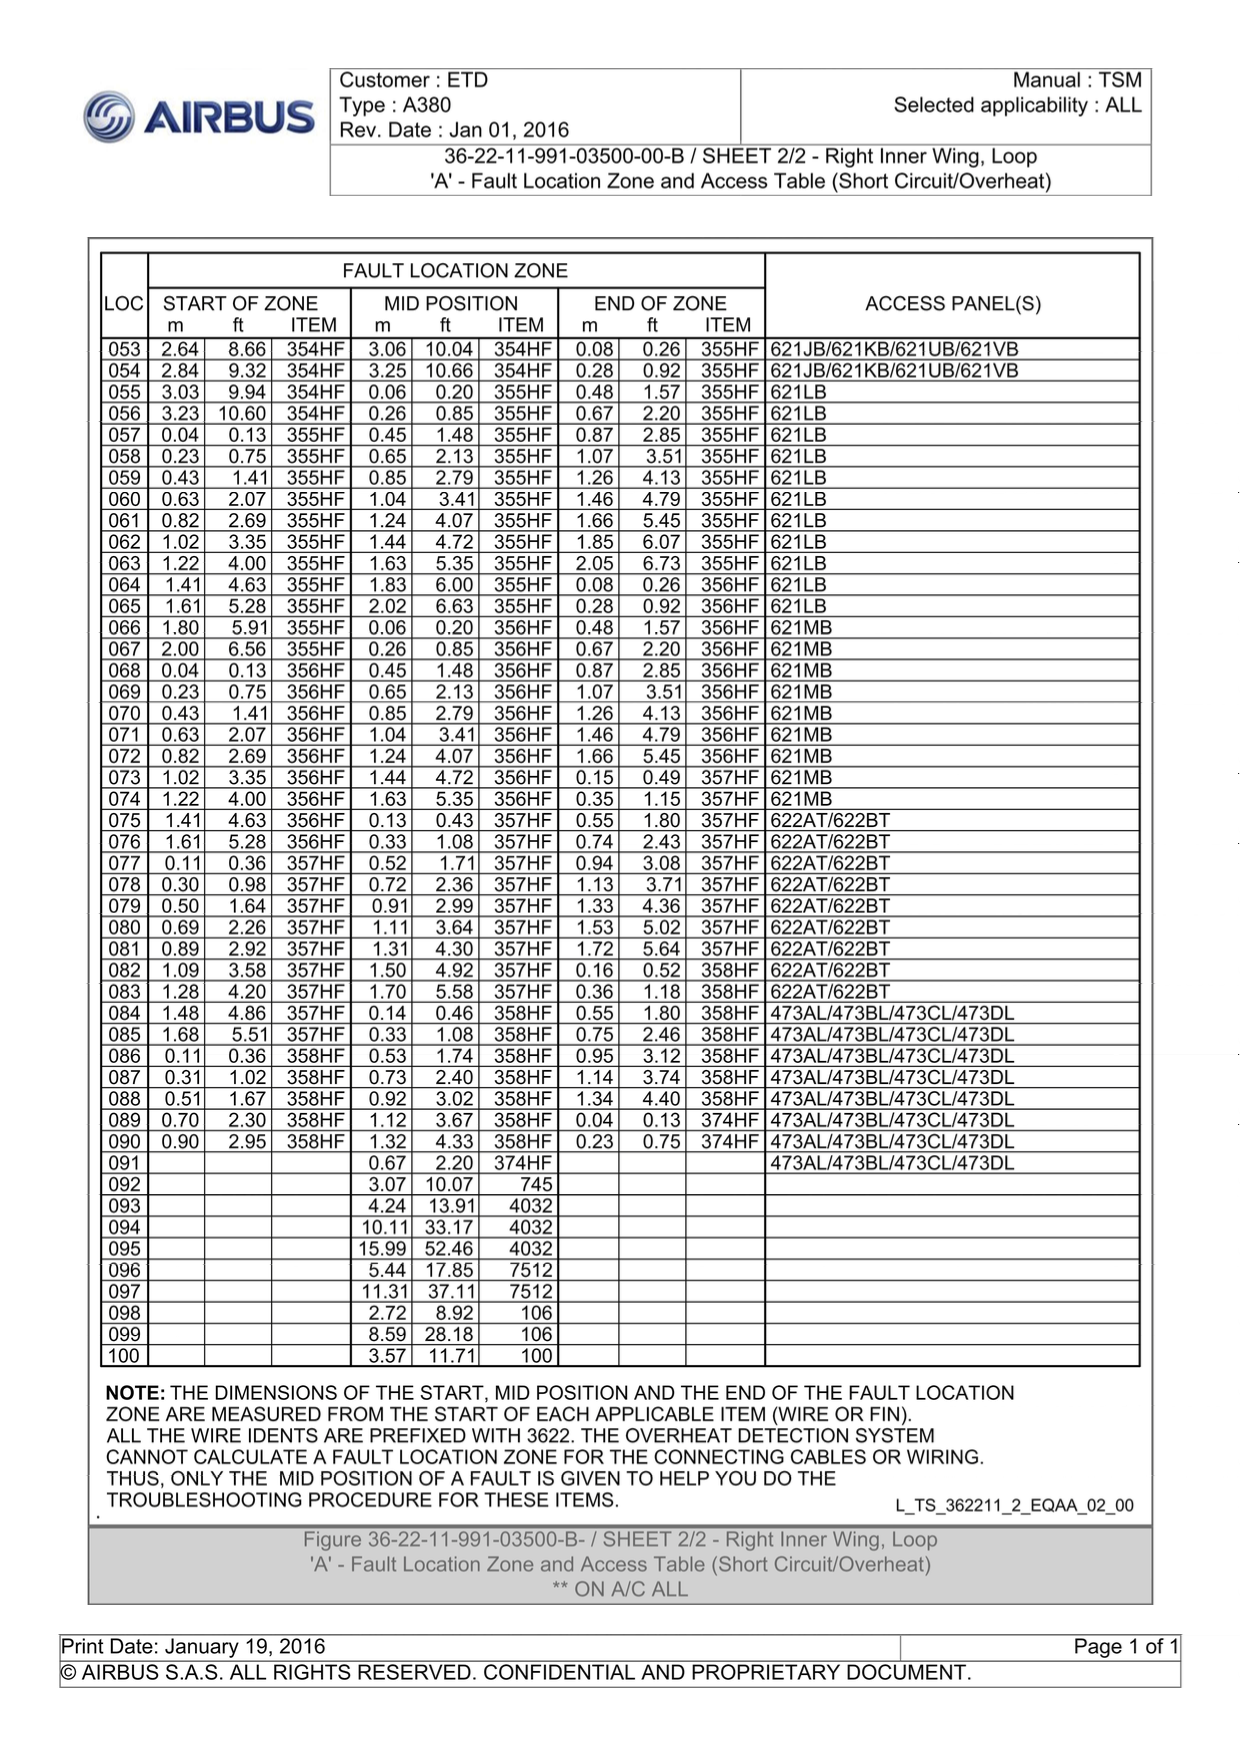 AIRBUS
Customer : ETD
Type : A380
Rev. Date : Jan 01, 2016
Manual : TSM
Selected applicability : ALL
36-22-11-991-03500-00-B / SHEET 2/2 - Right Inner Wing, Loop
'A' - Fault Location Zone and Access Table (Short Circuit/Overheat)
FAULT LOCATION ZONE
LOC START OF ZONE MID POSITION END OF ZONE ACCESS PANEL(S)
m ft ITEM m ft ITEM m ft ITEM
053 2.64 8.66 354HF 3.06 10.04 354HF 0.08 0.26 355HF 621JB/621KB/621UB/621VB
054 2.84 9.32 354HF 3.25 10.66 354HF 0.28 0.92 355HF 621JB/621KB/621UB/621VB
055 3.03 9.94 354HF 0.06 0.20 355HF 0.48 1.57 355HF 621LB
056 3.23 10.60 354HF 0.26 0.85 355HF 0.67 2.20 355HF 621LB
057 0.04 0.13 355HF 0.45 1.48 355HF 0.87 2.85 355HF 621LB
058 0.23 0.75 355HF 0.65 2.13 355HF 1.07 3.51 355HF 621LB
059 0.43 1.41 355HF 0.85 2.79 355HF 1.26 4.13 355HF 621LB
060 0.63 2.07 355HF 1.04 3.41 355HF 1.46 4.79 355HF 621LB
061 0.82 2.69 355HF 1.24 4.07 355HF 1.66 5.45 355HF 621LB
062 1.02 3.35 355HF 1.44 4.72 355HF 1.85 6.07 355HF 621LB
063 1.22 4.00 355HF 1.63 5.35 355HF 2.05 6.73 355HF 621LB
064 1.41 4.63 355HF 1.83 6.00 355HF 0.08 0.26 356HF 621LB
065 1.61 5.28 355HF 2.02 6.63 355HF 0.28 0.92 356HF 621LB
066 1.80 5.91 355HF 0.06 0.20 356HF 0.48 1.57 356HF 621MB
067 2.00 6.56 355HF 0.26 0.85 356HF 0.67 2.20 356HF 621MB
068 0.04 0.13 356HF 0.45 1.48 356HF 0.87 2.85 356HF 621MB
069 0.23 0.75 356HF 0.65 2.13 356HF 1.07 3.51 356HF 621MB
070 0.43 1.41 356HF 0.85 2.79 356HF 1.26 4.13 356HF 621MB
071 0.63 2.07 356HF 1.04 3.41 356HF 1.46 4.79 356HF 621MB
072 0.82 2.69 356HF 1.24 4.07 356HF 1.66 5.45 356HF 621MB
073 1.02 3.35 356HF 1.44 4.72 356HF 0.15 0.49 357HF 621MB
074 1.22 4.00 356HF 1.63 5.35 356HF 0.35 1.15 357HF 621MB
075 1.41 4.63 356HF 0.13 0.43 357HF 0.55 1.80 357HF 622AT/622BT
076 1.61 5.28 356HF 0.33 1.08 357HF 0.74 2.43 357HF 622AT/622BT
077 0.11 0.36 357HF 0.52 1.71 357HF 0.94 3.08 357HF 622AT/622BT
078 0.30 0.98 357HF 0.72 2.36 357HF 1.13 3.71 357HF 622AT/622BT
079 0.50 1.64 357HF 0.91 2.99 357HF 1.33 4.36 357HF 622AT/622BT
080 0.69 2.26 357HF 1.11 3.64 357HF 1.53 5.02 357HF 622AT/622BT
081 0.89 2.92 357HF 1.31 4.30 357HF 1.72 5.64 357HF 622AT/622BT
082 1.09 3.58 357HF 1.50 4.92 357HF 0.16 0.52 358HF 622AT/622BT
083 1.28 4.20 357HF 1.70 5.58 357HF 0.36 1.18 358HF 622AT/622BT
084 1.48 4.86 357HF 0.14 0.46 358HF 0.55 1.80 358HF 473AL/473BL/473CL/473DL
085 1.68 5.51 357HF 0.33 1.08 358HF 0.75 2.46 358HF 473AL/473BL/473CL/473DL
086 0.11 0.36 358HF 0.53 1.74 358HF 0.95 3.12 358HF 473AL/473BL/473CL/473DL
087 0.31 1.02 358HF 0.73 2.40 358HF 1.14 3.74 358HF 473AL/473BL/473CL/473DL
088 0.51 1.67 358HF 0.92 3.02 358HF 1.34 4.40 358HF 473AL/473BL/473CL/473DL
089 0.70 2.30 358HF 1.12 3.67 358HF 0.04 0.13 374HF 473AL/473BL/473CL/473DL
090 0.90 2.95 358HF 1.32 4.33 358HF 0.23 0.75 374HF 473AL/473BL/473CL/473DL
091 0.67 2.20 374HF 473AL/473BL/473CL/473DL
092 3.07 10.07 745
093 4.24 13.91 4032
094 10.11 33.17 4032
095 15.99 52.46 4032
096 5.44 17.85 7512
097 11.31 37.11 7512
098 2.72 8.92 106
099 8.59 28.18 106
100 3.57 11.71 100
NOTE: THE DIMENSIONS OF THE START, MID POSITION AND THE END OF THE FAULT LOCATION
ZONE ARE MEASURED FROM THE START OF EACH APPLICABLE ITEM (WIRE OR FIN).
ALL THE WIRE IDENTS ARE PREFIXED WITH 3622. THE OVERHEAT DETECTION SYSTEM
CANNOT CALCULATE A FAULT LOCATION ZONE FOR THE CONNECTING CABLES OR WIRING.
THUS, ONLY THE MID POSITION OF A FAULT IS GIVEN TO HELP YOU DO THE
TROUBLESHOOTING PROCEDURE FOR THESE ITEMS.
L_TS_362211_2_EQAA_02_00
Figure 36-22-11-991-03500-B- / SHEET 2/2 - Right Inner Wing, Loop
'A' - Fault Location Zone and Access Table (Short Circuit/Overheat)
** ON A/C ALL
Print Date: January 19, 2016
Page 1 of 1
© AIRBUS S.A.S. ALL RIGHTS RESERVED. CONFIDENTIAL AND PROPRIETARY DOCUMENT.